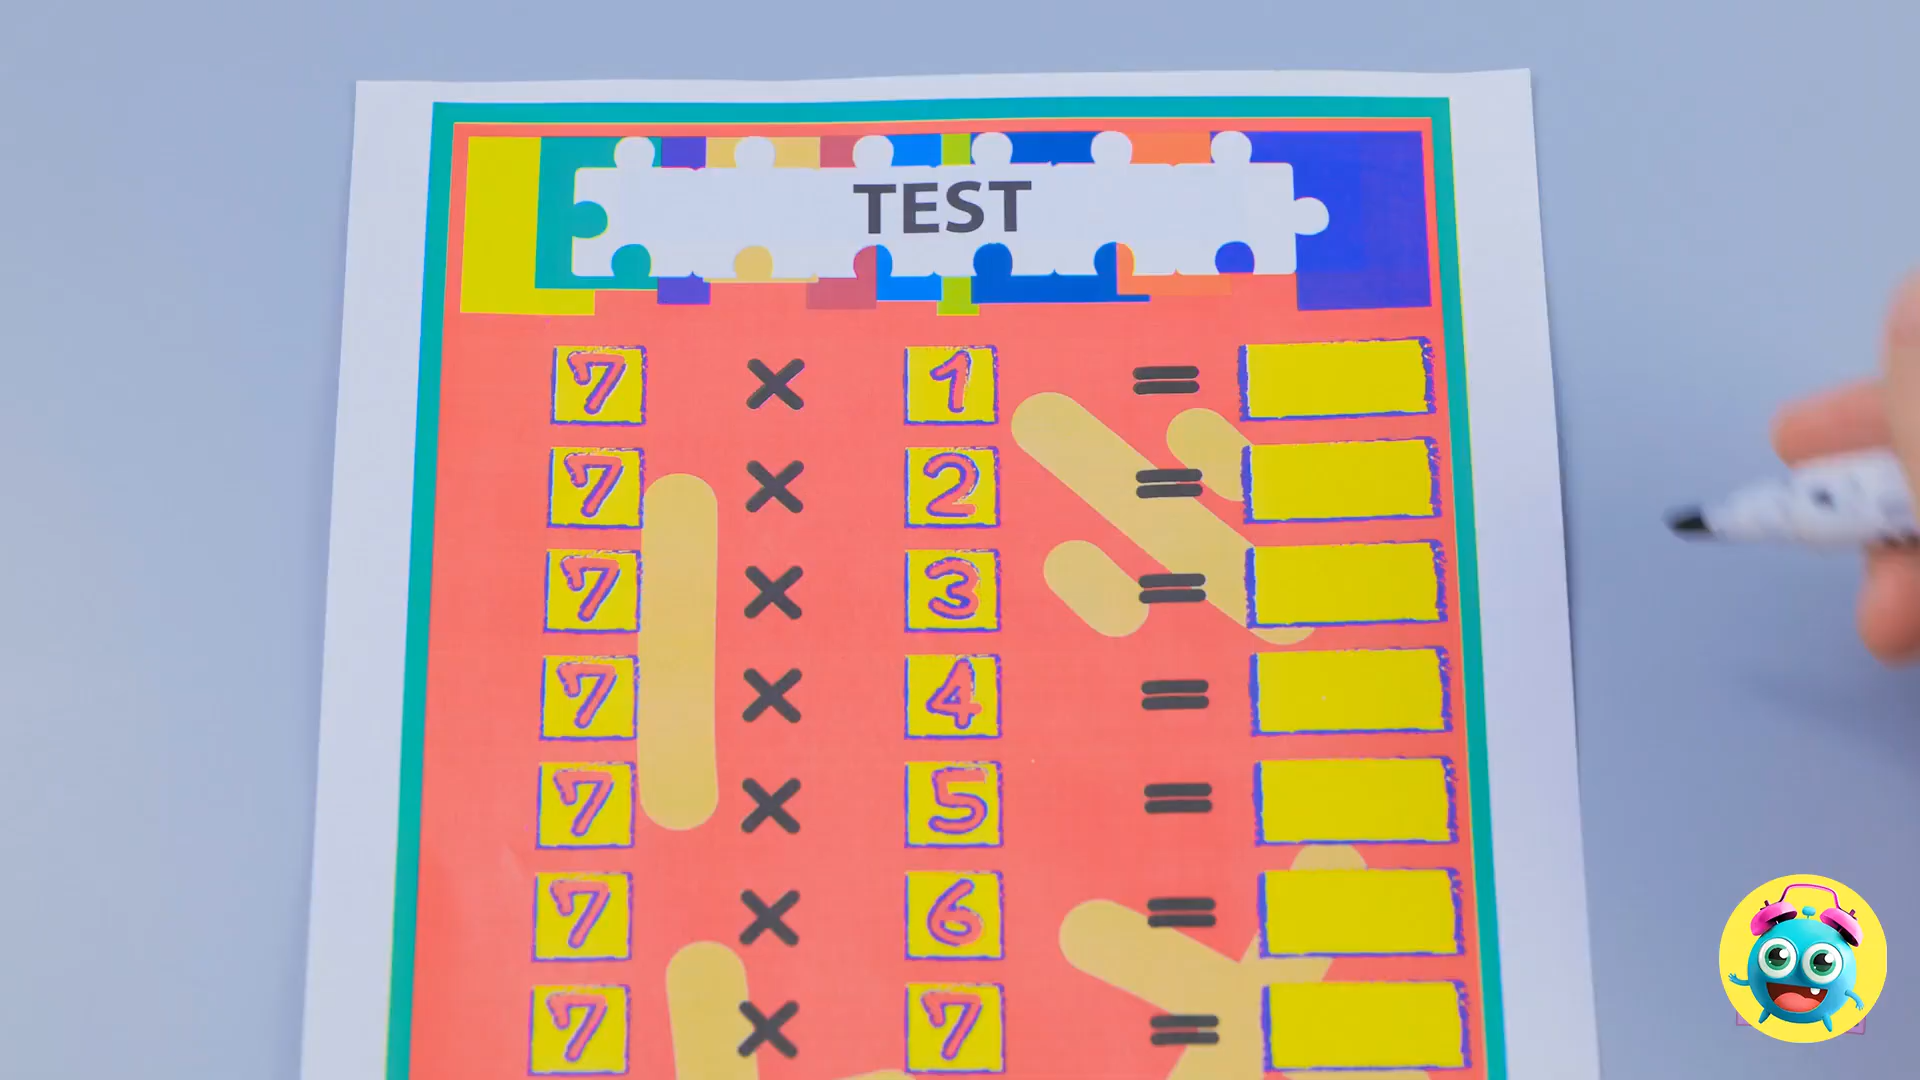 TEST
7 × 1 =
7 × 2 =
7 × 3 =
7 × 4 =
7 × 5 =
7 × 6 =
7 × 7 =